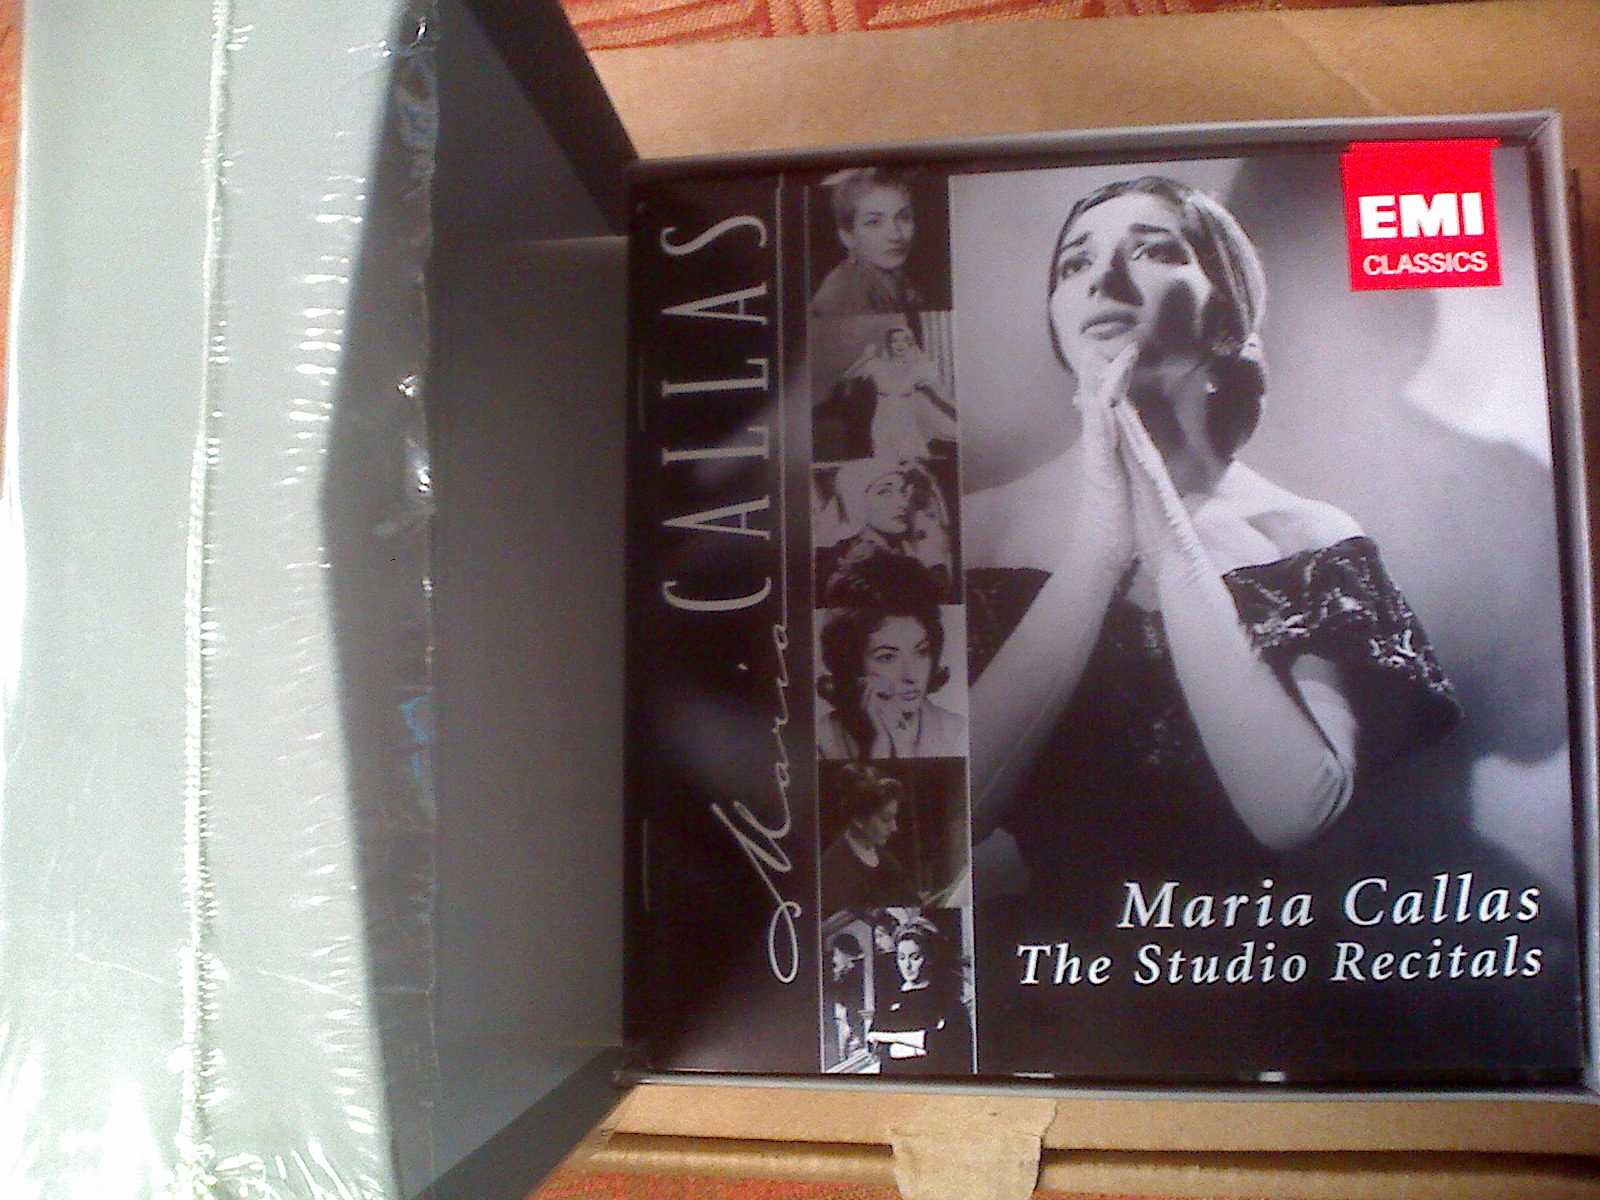 Maria CALLAS
EMI
CLASSICS
Maria Callas
The Studio Recitals